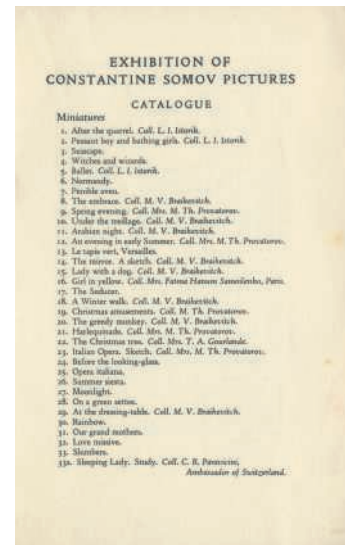 EXHIBITION OF
CONSTANTINE SOMOV PICTURES
CATALOGUE
Miniatures
1. After the quarrel. Coll. L. I. Istorik.
2. Peasant boy and bathing girls. Coll. L. I. Istorik.
3. Seascape.
4. Witches and wizards.
5. Ballet. Coll. L. I. Istorik.
6. Normandy.
7. Penible aveu.
8. The embrace. Coll. M. V. Braikevitch.
9. Spring evening. Coll. Mrs. M. Th. Provatorov.
10. Under the treillage. Coll. M. V. Braikevitch.
11. Arabian night. Coll. M. V. Braikevitch.
12. An evening in early Summer. Coll. Mrs. M. Th. Provatorov.
13. Le tapis vert, Versailles.
14. The mirror. A sketch. Coll. M. V. Braikevitch.
15. Lady with a dog. Coll. M. V. Braikevitch.
16. Girl in yellow. Coll. Mrs. Fatma Hanum Samoilenko, Paris.
17. The Seducer.
18. A Winter walk. Coll. M. V. Braikevitch.
19. Christmas amusements. Coll. M. Th. Provatorov.
20. The greedy monkey. Coll. M. V. Braikevitch.
21. Harlequinade. Coll. Mrs. M. Th. Provatorov.
22. The Christmas tree. Coll. Mrs. T. A. Gourlande.
23. Italian Opera. Sketch. Coll. Mrs. M. Th. Provatorov.
24. Before the looking-glass.
25. Opera italiana.
26. Summer siesta.
27. Moonlight.
28. On a green settee.
29. At the dressing-table. Coll. M. V. Braikevitch.
30. Rainbow.
31. Our grand mothers.
32. Love missive.
33. Slumbers.
33a. Sleeping Lady. Study. Coll. C. R. Paravicini,
Ambassador of Switzerland.